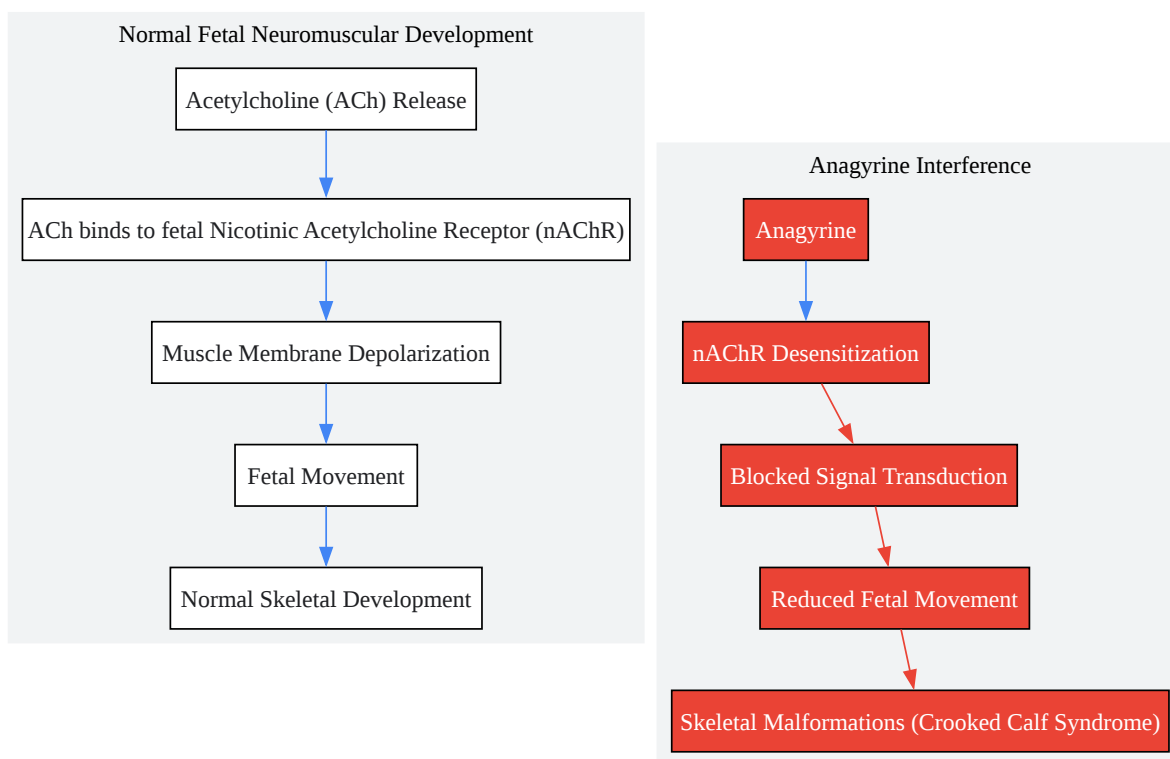 Normal Fetal Neuromuscular Development
Acetylcholine (ACh) Release
ACh binds to fetal Nicotinic Acetylcholine Receptor (nAChR)
Muscle Membrane Depolarization
Fetal Movement
Normal Skeletal Development
Anagyrine Interference
Anagyrine
nAChR Desensitization
Blocked Signal Transduction
Reduced Fetal Movement
Skeletal Malformations (Crooked Calf Syndrome)